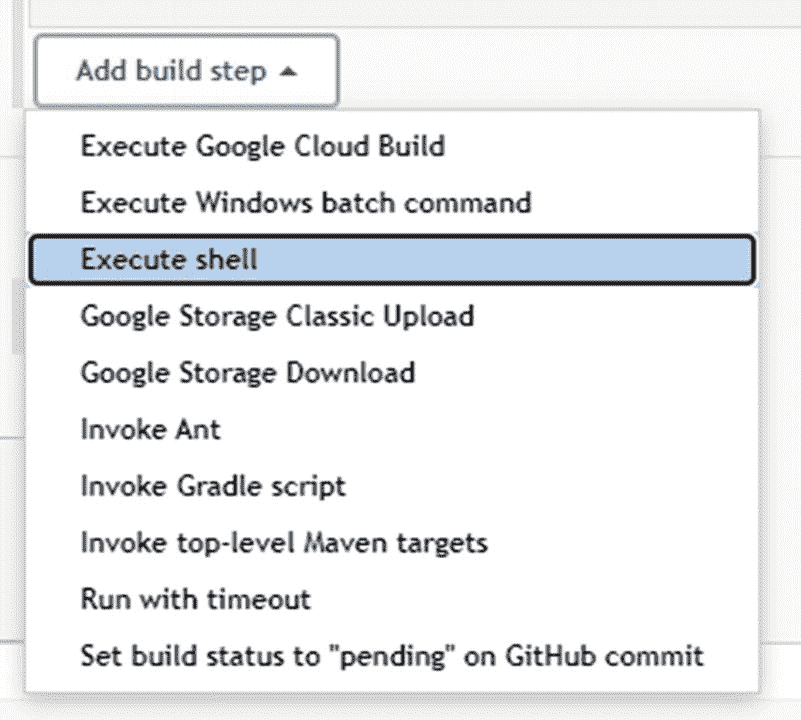 Add build step
Execute Google Cloud Build
Execute Windows batch command
Execute shell
Google Storage Classic Upload
Google Storage Download
Invoke Ant
Invoke Gradle script
Invoke top-level Maven targets
Run with timeout
Set build status to "pending" on GitHub commit